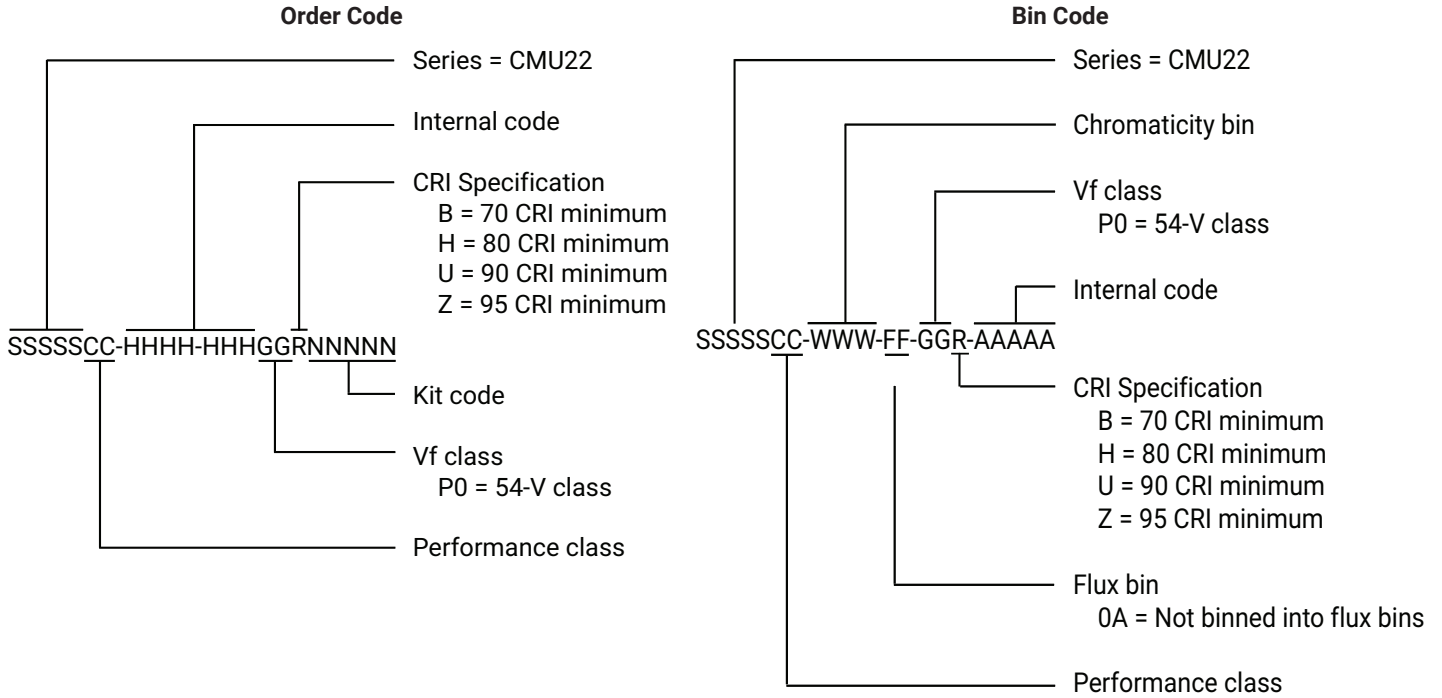 Order Code
Series = CMU22
Internal code
CRI Specification
B = 70 CRI minimum
H = 80 CRI minimum
U = 90 CRI minimum
Z = 95 CRI minimum
SSSSSCC-HHHH-HHHGGRNNNNN
Kit code
Vf class
P0 = 54-V class
Performance class
Bin Code
Series = CMU22
Chromaticity bin
Vf class
P0 = 54-V class
Internal code
SSSSSCC-WWW-FF-GGR-AAAAA
CRI Specification
B = 70 CRI minimum
H = 80 CRI minimum
U = 90 CRI minimum
Z = 95 CRI minimum
Flux bin
0A = Not binned into flux bins
Performance class